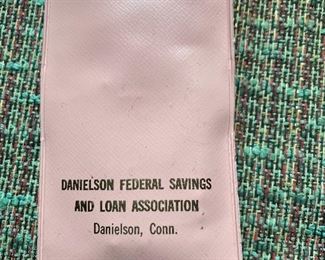 DANIELSON FEDERAL SAVINGS
AND LOAN ASSOCIATION
Danielson, Conn.